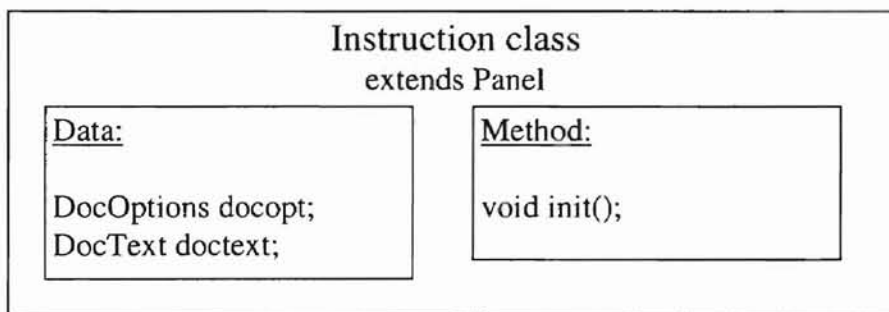 Instruction class
extends Panel
Data:
DocOptions docopt;
DocText doctext;
Method:
void init();